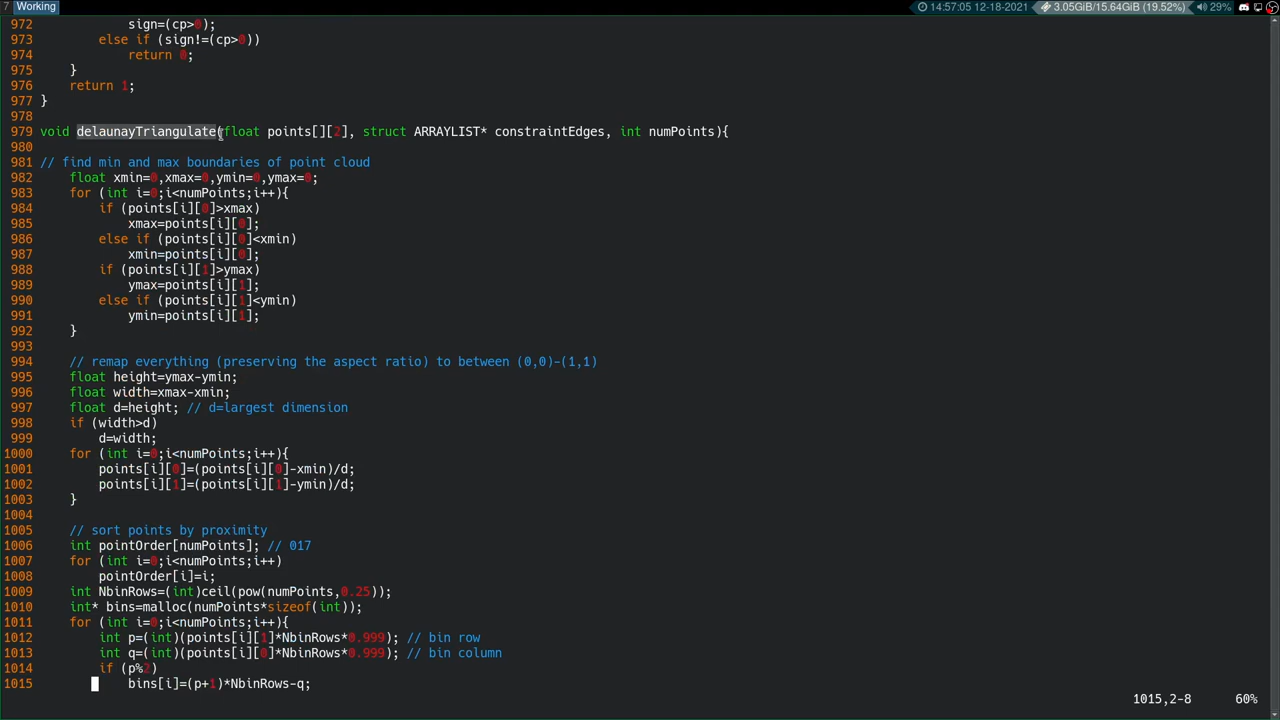 7 Working 14:57:05 12-18-2021 3.05GiB/15.64GiB (19.52%) 29%
972 sign=(cp>0);
973 else if (sign!=(cp>0))
974 return 0;
975 }
976 return 1;
977 }
978
979 void delaunayTriangulate(float points[][2], struct ARRAYLIST* constraintEdges, int numPoints){
980
981 // find min and max boundaries of point cloud
982 float xmin=0,xmax=0,ymin=0,ymax=0;
983 for (int i=0;i<numPoints;i++){
984 if (points[i][0]>xmax)
985 xmax=points[i][0];
986 else if (points[i][0]<xmin)
987 xmin=points[i][0];
988 if (points[i][1]>ymax)
989 ymax=points[i][1];
990 else if (points[i][1]<ymin)
991 ymin=points[i][1];
992 }
993
994 // remap everything (preserving the aspect ratio) to between (0,0)-(1,1)
995 float height=ymax-ymin;
996 float width=xmax-xmin;
997 float d=height; // d=largest dimension
998 if (width>d)
999 d=width;
1000 for (int i=0;i<numPoints;i++){
1001 points[i][0]=(points[i][0]-xmin)/d;
1002 points[i][1]=(points[i][1]-ymin)/d;
1003 }
1004
1005 // sort points by proximity
1006 int pointOrder[numPoints]; // 017
1007 for (int i=0;i<numPoints;i++)
1008 pointOrder[i]=i;
1009 int NbinRows=(int)ceil(pow(numPoints,0.25));
1010 int* bins=malloc(numPoints*sizeof(int));
1011 for (int i=0;i<numPoints;i++){
1012 int p=(int)(points[i][1]*NbinRows*0.999); // bin row
1013 int q=(int)(points[i][0]*NbinRows*0.999); // bin column
1014 if (p%2)
1015 bins[i]=(p+1)*NbinRows-q;
1015,2-8 60%